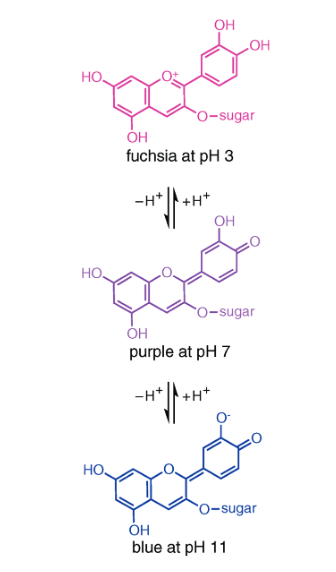 OH
OH
HO
O+
O–sugar
OH
fuchsia at pH 3
–H+ +H+
OH
O
HO
O
O–sugar
OH
purple at pH 7
–H+ +H+
O-
O
HO
O
O–sugar
OH
blue at pH 11